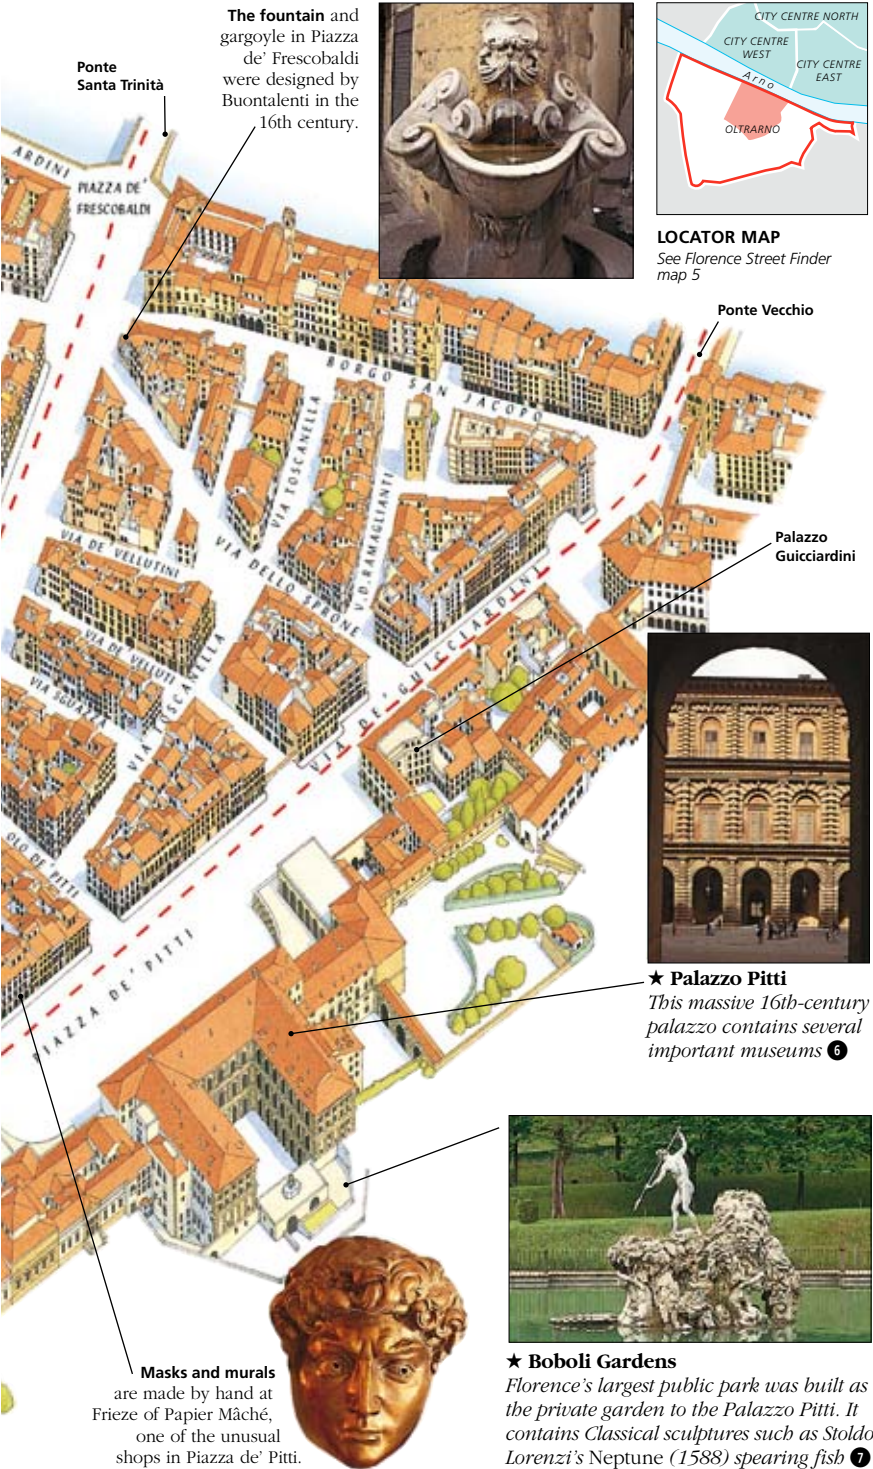 The fountain and
gargoyle in Piazza
de’ Frescobaldi
were designed by
Buontalenti in the
16th century.
Ponte
Santa Trinità
CITY CENTRE NORTH
CITY CENTRE
WEST
CITY CENTRE
EAST
Arno
OLTRARNO
LOCATOR MAP
See Florence Street Finder
map 5
ARDINI
PIAZZA DE’
FRESCOBALDI
Ponte Vecchio
BORGO SAN JACOPO
VIA TOSCANELLA
V.D.RAMAGLIANTI
VIA DE’ VELLUTINI
VIA DELLO SPRONE
VIA DE’ VELLUTI
VIA SGUAZZA
VIA TOSCANELLA
VIA DE’ GUICCIARDINI
Palazzo
Guicciardini
OLO DE’ PITTI
PIAZZA DE’ PITTI
★ Palazzo Pitti
This massive 16th-century
palazzo contains several
important museums 6
Masks and murals
are made by hand at
Frieze of Papier Mâché,
one of the unusual
shops in Piazza de’ Pitti.
★ Boboli Gardens
Florence’s largest public park was built as
the private garden to the Palazzo Pitti. It
contains Classical sculptures such as Stoldo
Lorenzi’s Neptune (1588) spearing fish 7